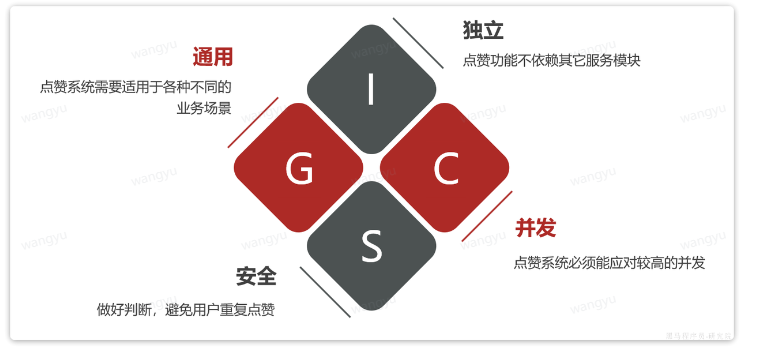 独立
点赞功能不依赖其它服务模块
通用
点赞系统需要适用于各种不同的
业务场景
I
G
C
S
并发
点赞系统必须能应对较高的并发
安全
做好判断，避免用户重复点赞
wangyu
wangyu
wangyu
wangyu
wangyu
wangyu
wangyu
wangyu
wangyu
wangyu
wangyu
wangyu
wangyu